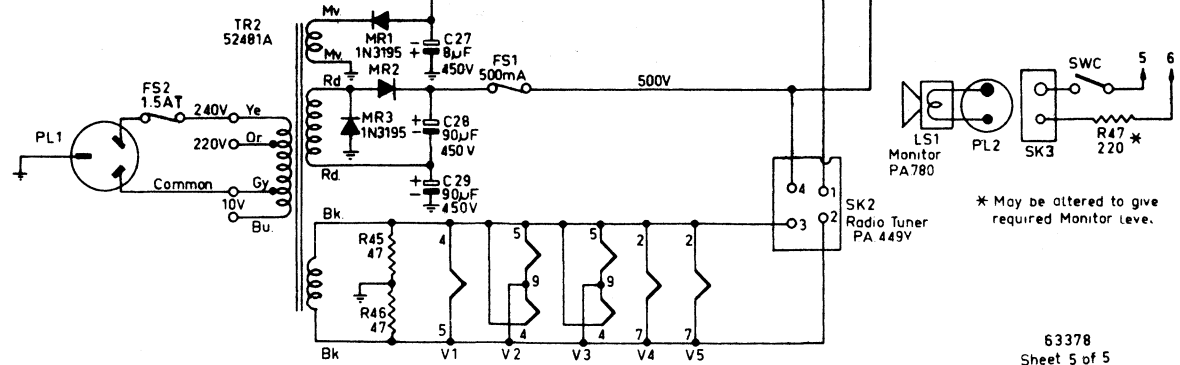 TR2
52481A
Mv.
Mv.
MR1
1N3195
MR2
C27
8µF
450V
FS1
500mA
500V
FS2
1.5AT
240V
Ye
220V
Or
PL1
Common
Gy
10V
Bu.
Rd
MR3
1N3195
Rd.
C28
90µF
450V
C29
90µF
450V
Bk.
R45
47
R46
47
Bk
4
5
V1
5
9
4
V2
5
9
4
V3
2
7
V4
2
7
V5
4
1
3
2
SK2
Radio Tuner
PA 449V
LS1
Monitor
PA780
PL2
SK3
SWC
5
6
R47
220 *
* May be altered to give
required Monitor level.
63378
Sheet 5 of 5
+
−
+
−
+
−